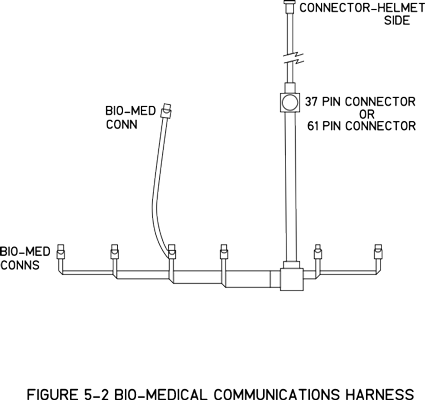 CONNECTOR-HELMET
SIDE
37 PIN CONNECTOR
OR
61 PIN CONNECTOR
BIO-MED
CONN
BIO-MED
CONNS
FIGURE 5-2 BIO-MEDICAL COMMUNICATIONS HARNESS